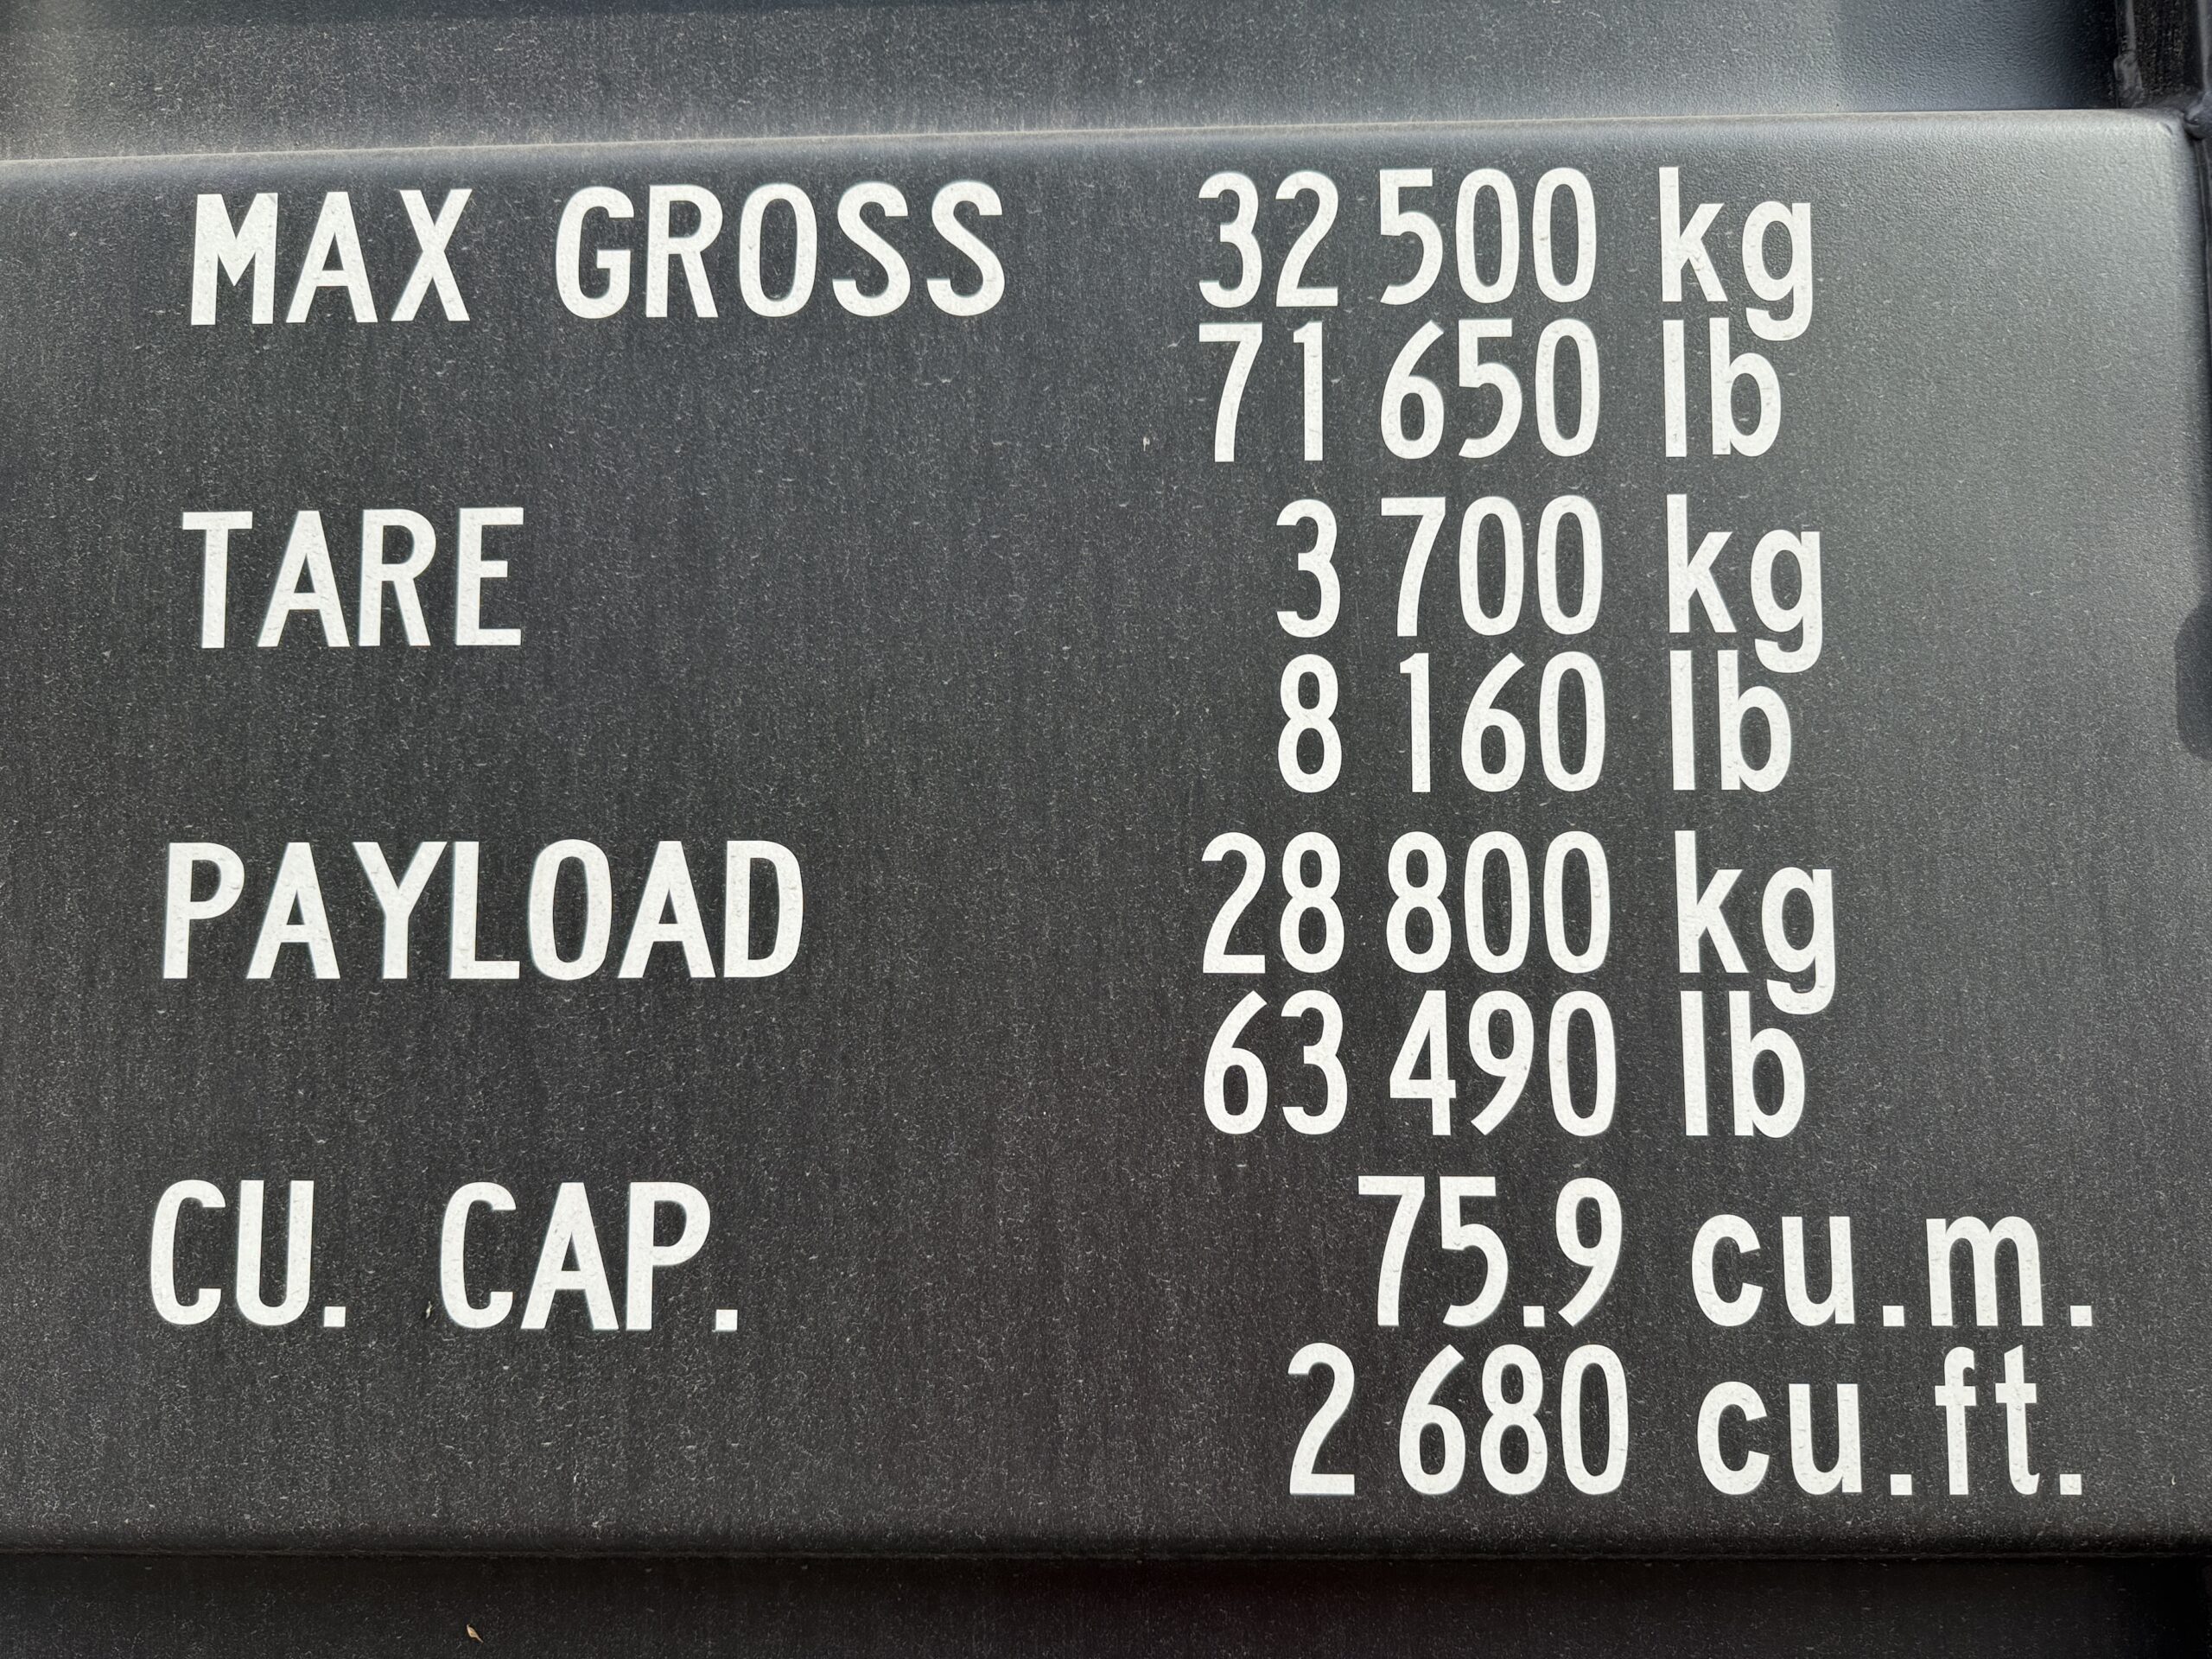 MAX GROSS 32 500 kg
71 650 lb
TARE 3 700 kg
8 160 lb
PAYLOAD 28 800 kg
63 490 lb
CU. CAP. 75.9 cu.m.
2 680 cu.ft.